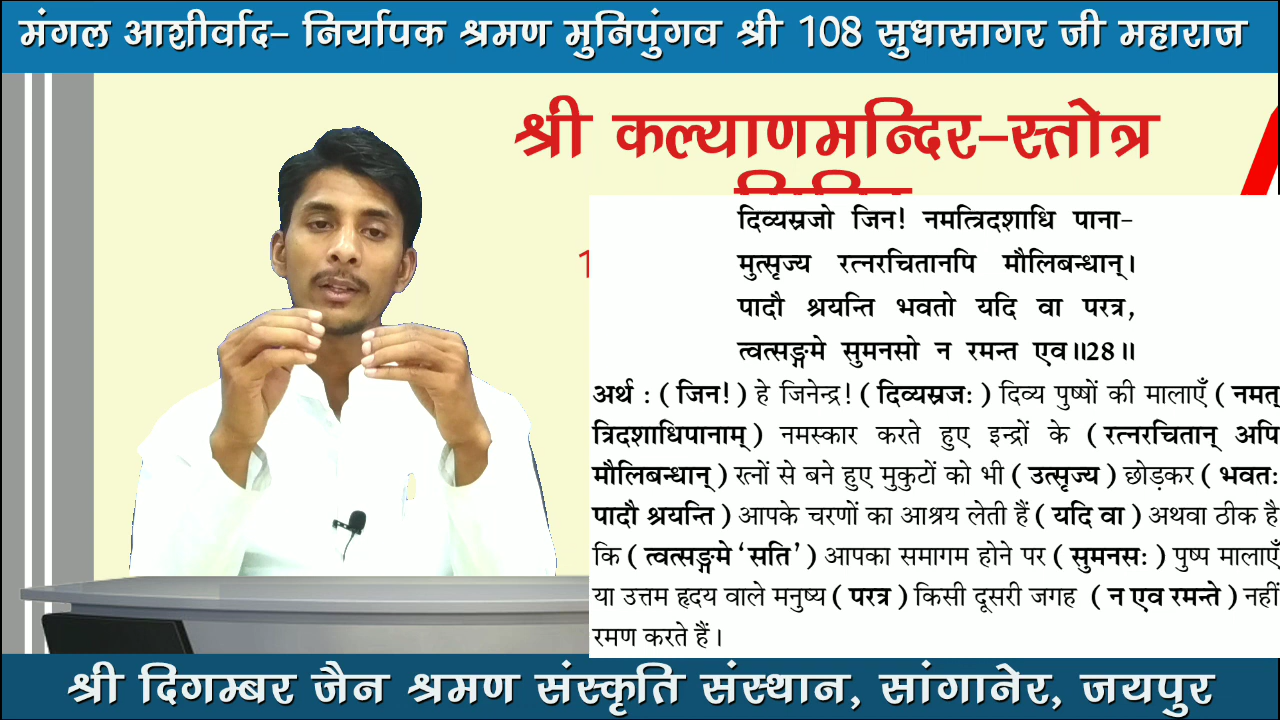 मंगल आशीर्वाद- निर्यापक श्रमण मुनिपुंगव श्री 108 सुधासागर जी महाराज
श्री कल्याणमन्दिर-स्तोत्र
दिव्यस्रजो जिन! नमत्त्रिदशाधि पाना-
मुत्सृज्य रत्नरचितानपि मौलिबन्धान्।
पादौ श्रयन्ति भवतो यदि वा परत्र,
त्वत्सङ्गमे सुमनसो न रमन्त एव॥28॥
अर्थ : ( जिन! ) हे जिनेन्द्र! ( दिव्यस्रजः ) दिव्य पुष्पों की मालाएँ ( नमत्
त्रिदशाधिपानाम् ) नमस्कार करते हुए इन्द्रों के ( रत्नरचितान् अपि
मौलिबन्धान् ) रत्नों से बने हुए मुकुटों को भी ( उत्सृज्य ) छोड़कर ( भवतः
पादौ श्रयन्ति ) आपके चरणों का आश्रय लेती हैं ( यदि वा ) अथवा ठीक है
कि ( त्वत्सङ्गमे ‘सति’ ) आपका समागम होने पर ( सुमनसः ) पुष्प मालाएँ
या उत्तम हृदय वाले मनुष्य ( परत्र ) किसी दूसरी जगह ( न एव रमन्ते ) नहीं
रमण करते हैं।
श्री दिगम्बर जैन श्रमण संस्कृति संस्थान, सांगानेर, जयपुर